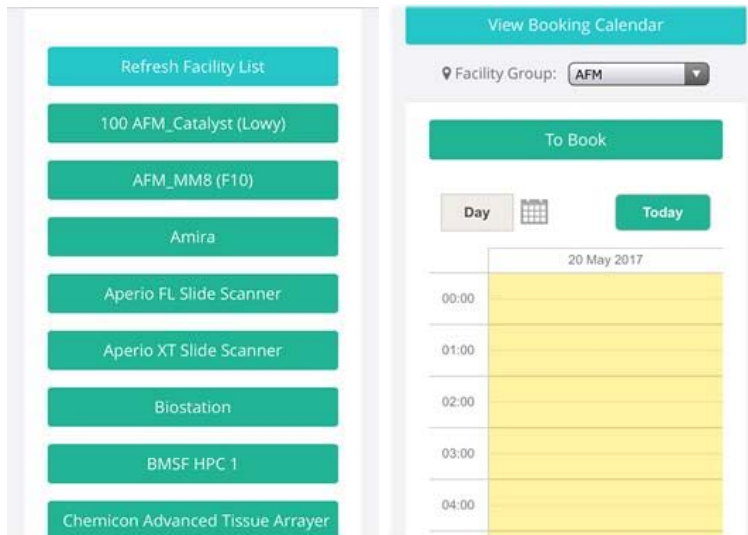 Refresh Facility List
100 AFM_Catalyst (Lowy)
AFM_MM8 (F10)
Amira
Aperio FL Slide Scanner
Aperio XT Slide Scanner
Biostation
BMSF HPC 1
Chemicon Advanced Tissue Arrayer
View Booking Calendar
Facility Group: AFM
To Book
Day
Today
20 May 2017
00:00
01:00
02:00
03:00
04:00